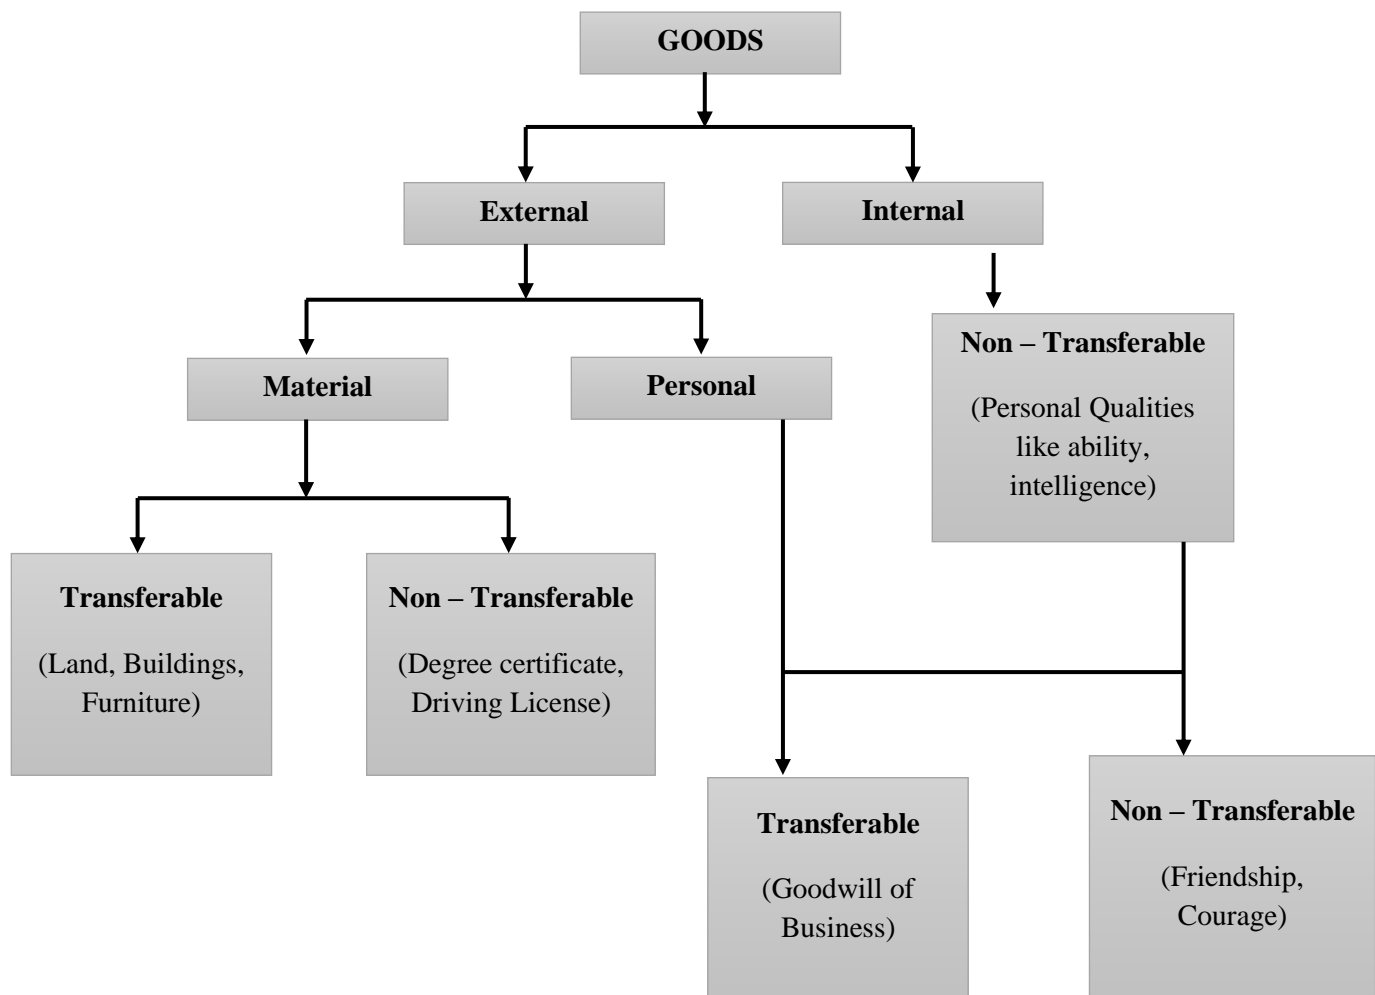 GOODS
External
Internal
Non – Transferable
(Personal Qualities
like ability,
intelligence)
Material
Personal
Transferable
(Land, Buildings,
Furniture)
Non – Transferable
(Degree certificate,
Driving License)
Transferable
(Goodwill of
Business)
Non – Transferable
(Friendship,
Courage)